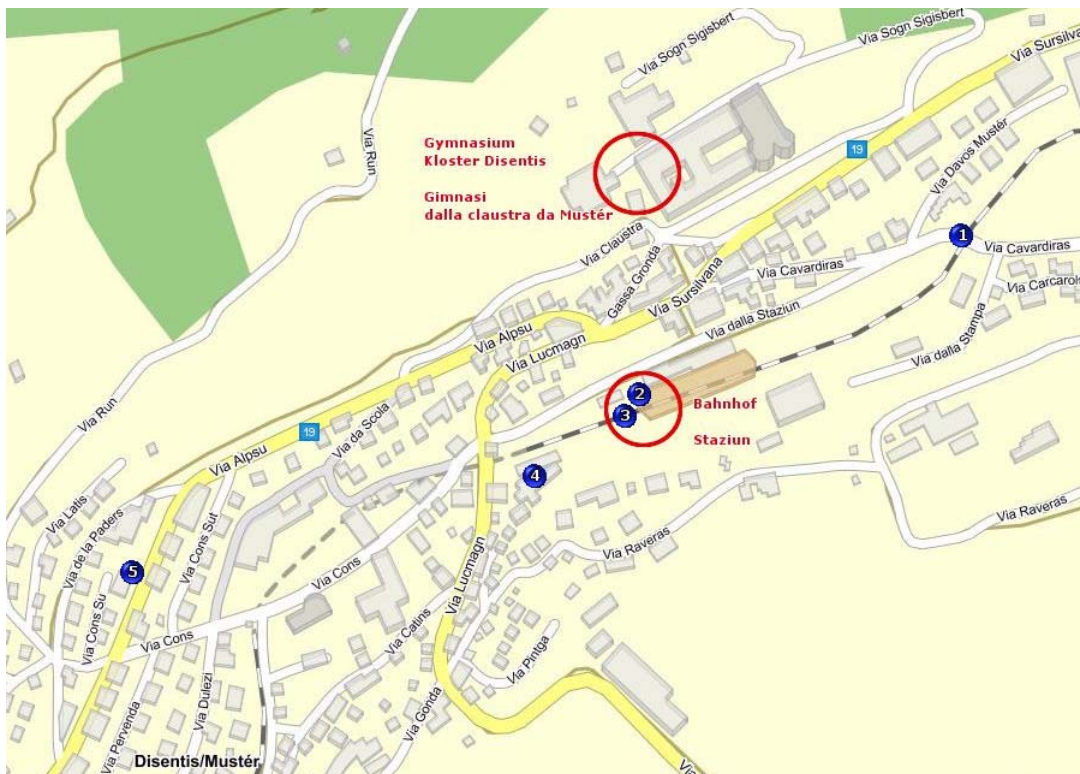 Via Sogn Sigisbert
Via Sogn Sigisbert
Via Sursilvana
Via Run
Gymnasium
Kloster Disentis
19
Via Davos Mustér
Gimnasi
dalla claustra da Mustér
Via Claustra
1
Via Cavardiras
Via Cavardiras
Gassa Gronda
Via Sursilvana
Via Carcarols
Via dalla Staziun
Via Alpsu
Via Lucmagn
Via dalla Stampa
2
3
Bahnhof
Staziun
Via Run
Via da Scola
19
Via Alpsu
4
Via Latis
Via de la Paders
Via Cons Sut
Via Raveras
Via Raveras
5
Via Cons
Via Lucmagn
Via Cons Su
Via Catins
Via Cons
Via Pintga
Via Dulezi
Via Gonda
Via Pervenda
Disentis/Mustér